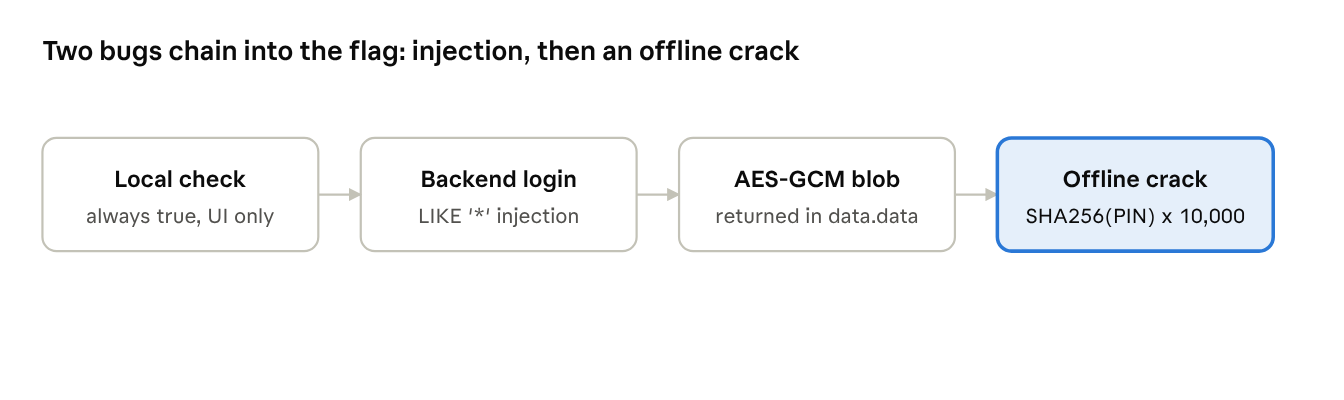 Two bugs chain into the flag: injection, then an offline crack
Local check
always true, UI only
Backend login
LIKE '*' injection
AES-GCM blob
returned in data.data
Offline crack
SHA256(PIN) x 10,000